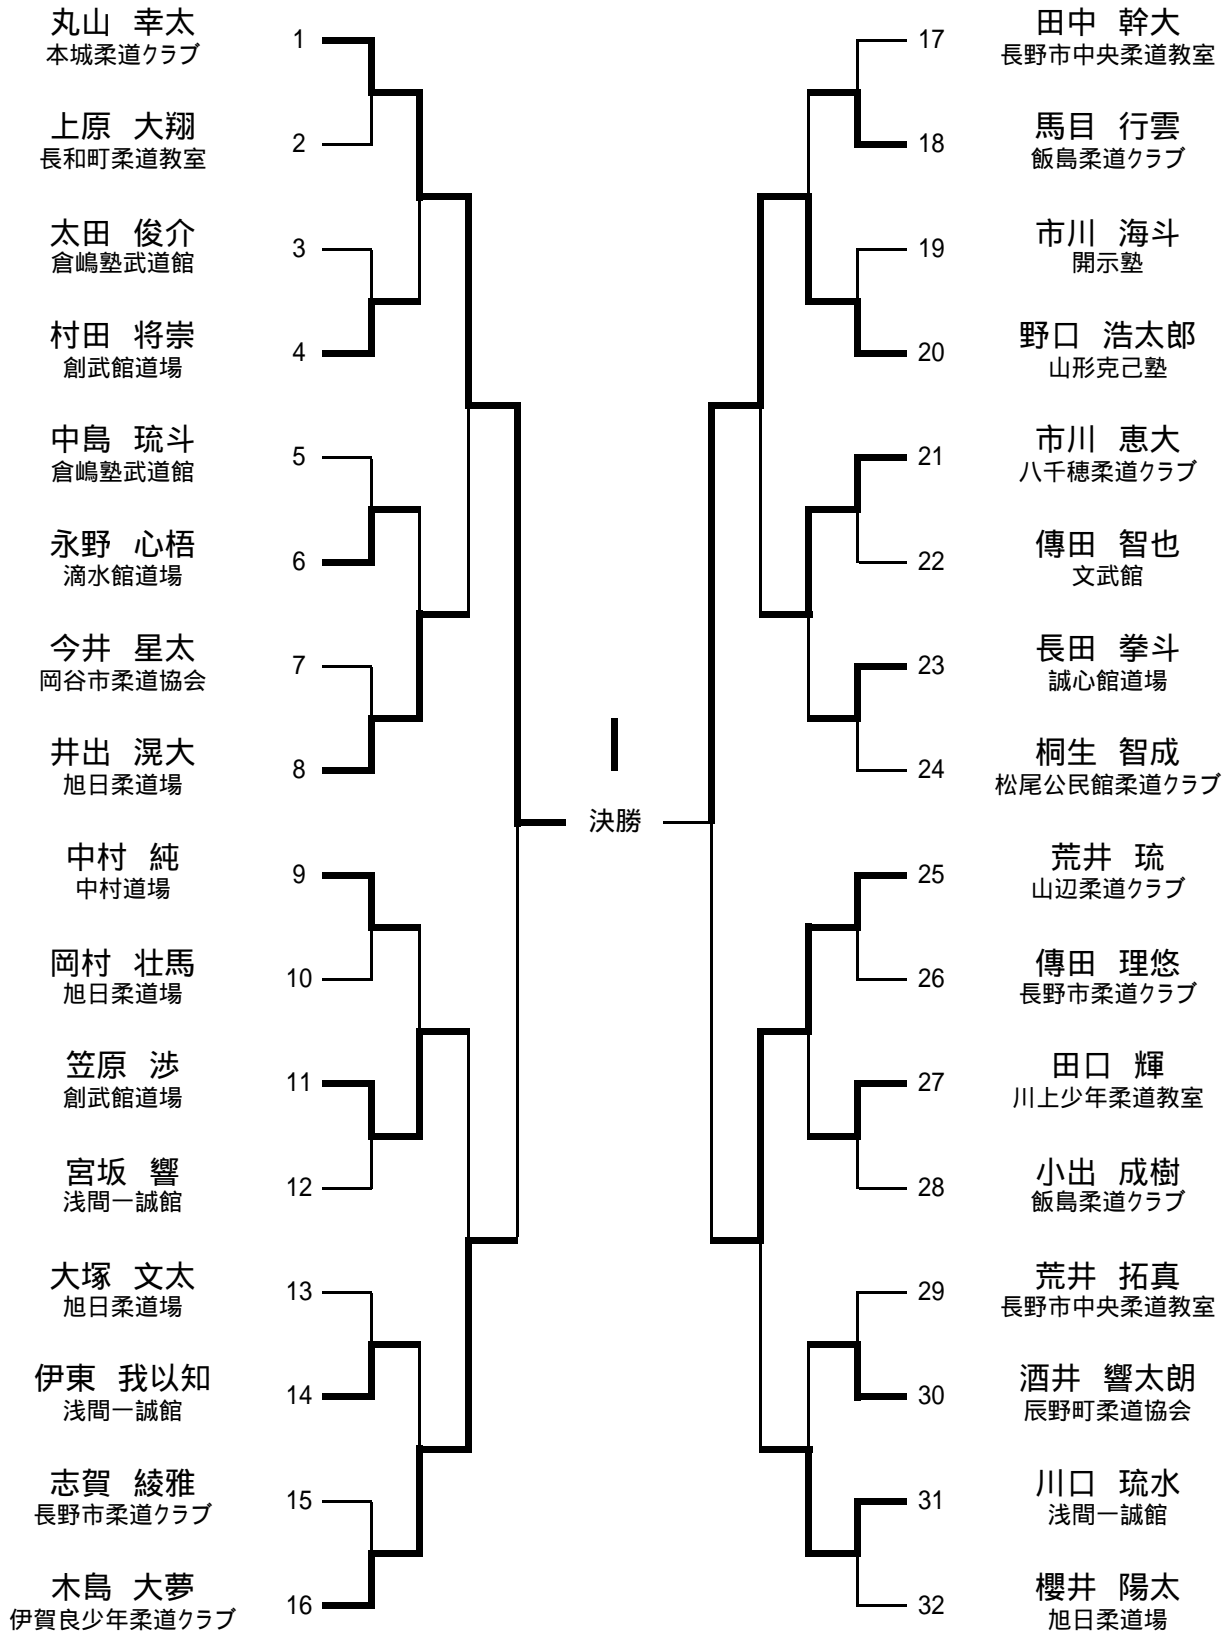 丸山 幸太
本城柔道クラブ
1
上原 大翔
長和町柔道教室
2
太田 俊介
倉嶋塾武道館
3
村田 将崇
創武館道場
4
中島 琉斗
倉嶋塾武道館
5
永野 心梧
滴水館道場
6
今井 星太
岡谷市柔道協会
7
井出 滉大
旭日柔道場
8
中村 純
中村道場
9
岡村 壮馬
旭日柔道場
10
笠原 渉
創武館道場
11
宮坂 響
浅間一誠館
12
大塚 文太
旭日柔道場
13
伊東 我以知
浅間一誠館
14
志賀 綾雅
長野市柔道クラブ
15
木島 大夢
伊賀良少年柔道クラブ
16
決勝
17
田中 幹大
長野市中央柔道教室
18
馬目 行雲
飯島柔道クラブ
19
市川 海斗
開示塾
20
野口 浩太郎
山形克己塾
21
市川 恵大
八千穂柔道クラブ
22
傳田 智也
文武館
23
長田 拳斗
誠心館道場
24
桐生 智成
松尾公民館柔道クラブ
25
荒井 琉
山辺柔道クラブ
26
傳田 理悠
長野市柔道クラブ
27
田口 輝
川上少年柔道教室
28
小出 成樹
飯島柔道クラブ
29
荒井 拓真
長野市中央柔道教室
30
酒井 響太朗
辰野町柔道協会
31
川口 琉水
浅間一誠館
32
櫻井 陽太
旭日柔道場